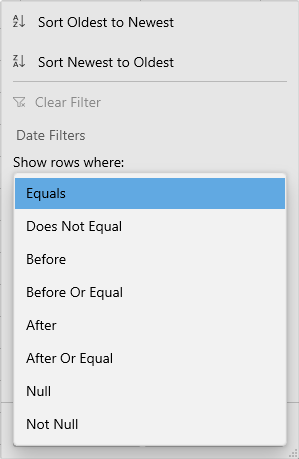 Sort Oldest to Newest
Sort Newest to Oldest
Clear Filter
Date Filters
Show rows where:
Equals
Does Not Equal
Before
Before Or Equal
After
After Or Equal
Null
Not Null